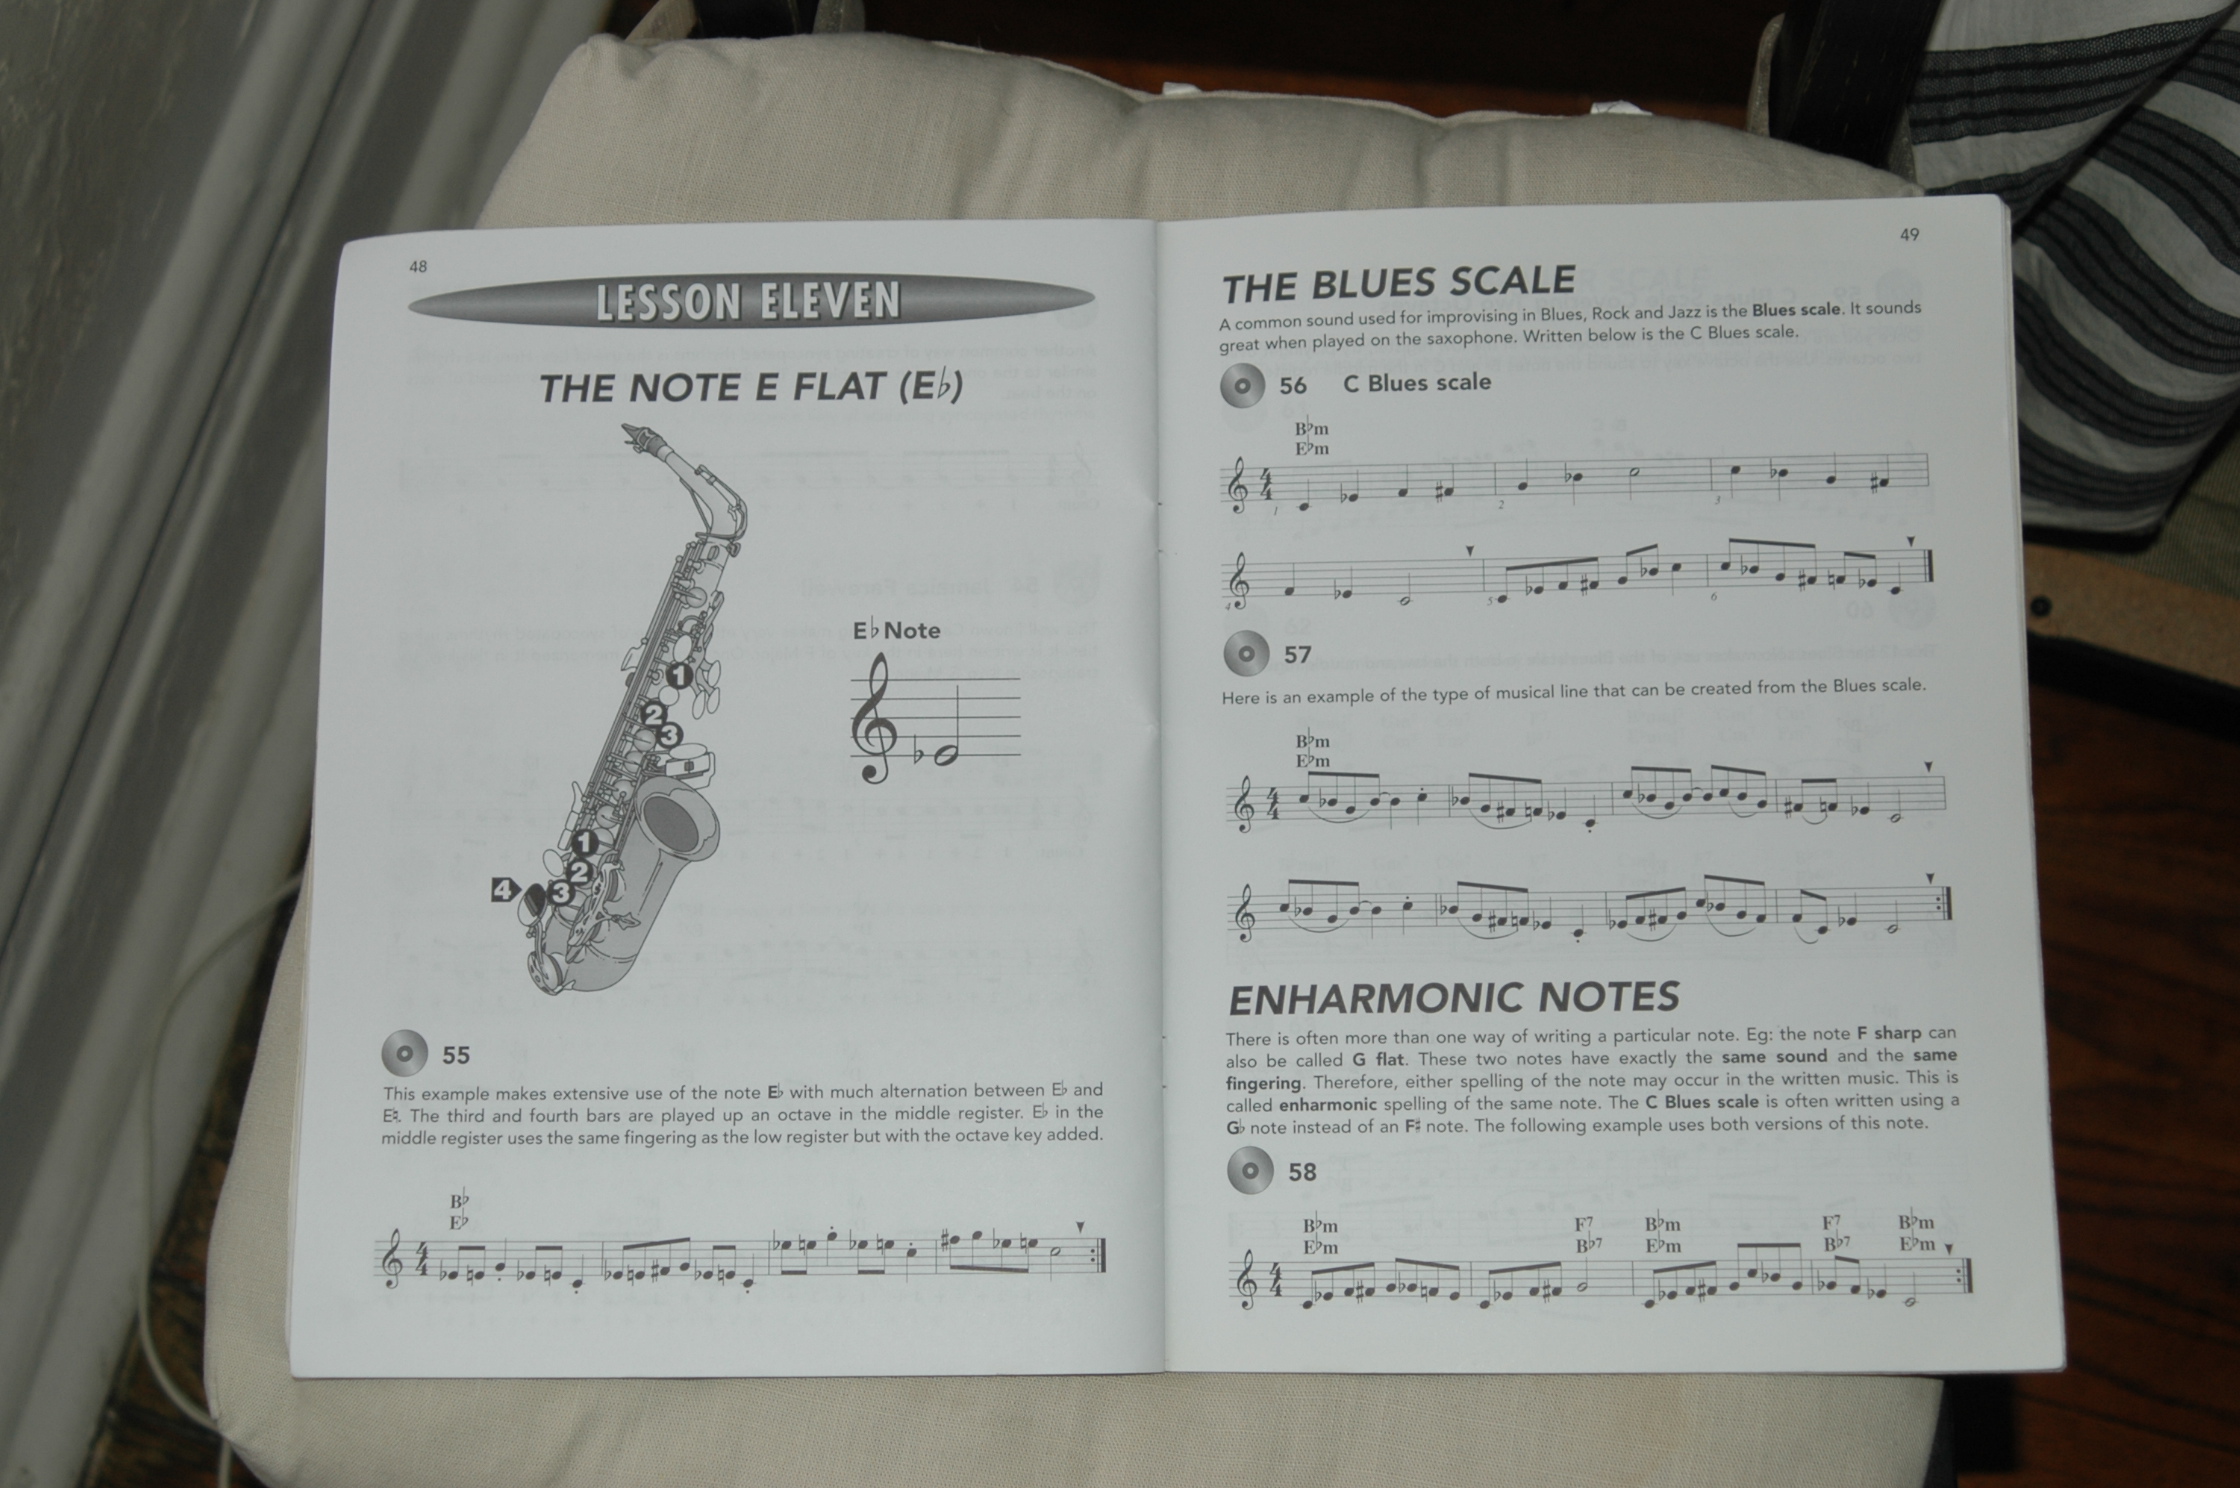 48
LESSON ELEVEN
THE NOTE E FLAT (E♭)
1
2
3
1
2
4
3
E♭ Note
55
This example makes extensive use of the note E♭ with much alternation between E♭ and
E♮. The third and fourth bars are played up an octave in the middle register. E♭ in the
middle register uses the same fingering as the low register but with the octave key added.
B♭
E♭
4
4
49
THE BLUES SCALE
A common sound used for improvising in Blues, Rock and Jazz is the Blues scale. It sounds
great when played on the saxophone. Written below is the C Blues scale.
56 C Blues scale
B♭m
E♭m
4
4
1 2 3
4 5 6
57
Here is an example of the type of musical line that can be created from the Blues scale.
B♭m
E♭m
4
4
ENHARMONIC NOTES
There is often more than one way of writing a particular note. Eg: the note F sharp can
also be called G flat. These two notes have exactly the same sound and the same
fingering. Therefore, either spelling of the note may occur in the written music. This is
called enharmonic spelling of the same note. The C Blues scale is often written using a
G♭ note instead of an F♯ note. The following example uses both versions of this note.
58
B♭m F7 B♭m F7 B♭m
E♭m B♭7 E♭m B♭7 E♭m
4
4